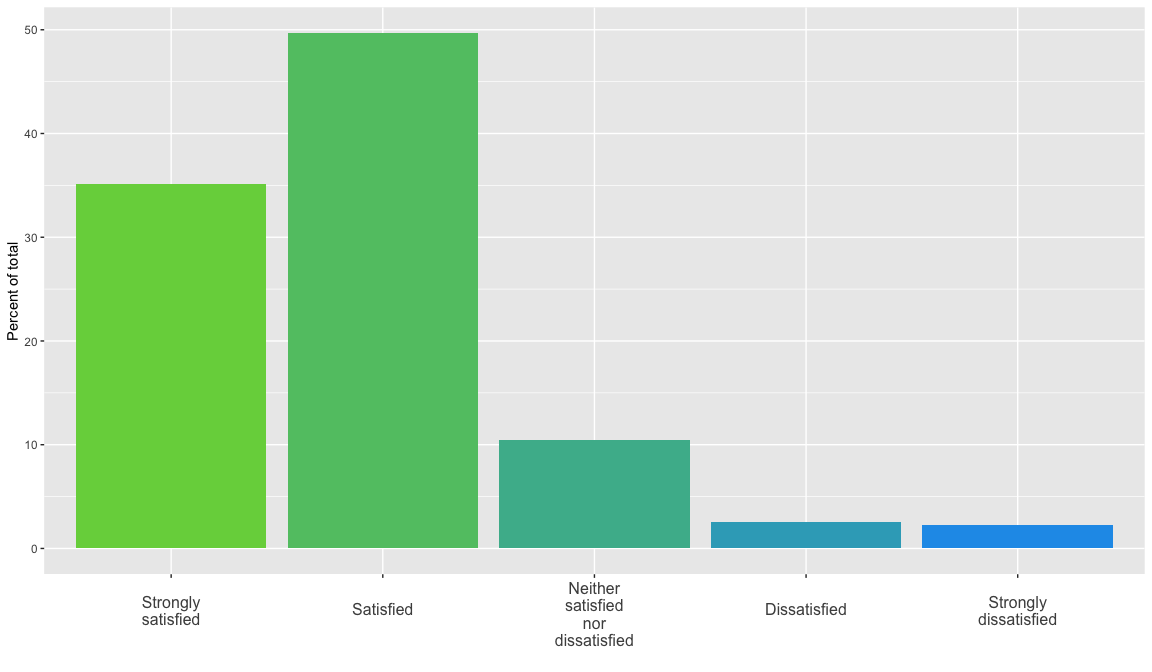 50
40
30
20
10
0
Percent of total
Strongly
satisfied
Satisfied
Neither
satisfied
nor
dissatisfied
Dissatisfied
Strongly
dissatisfied